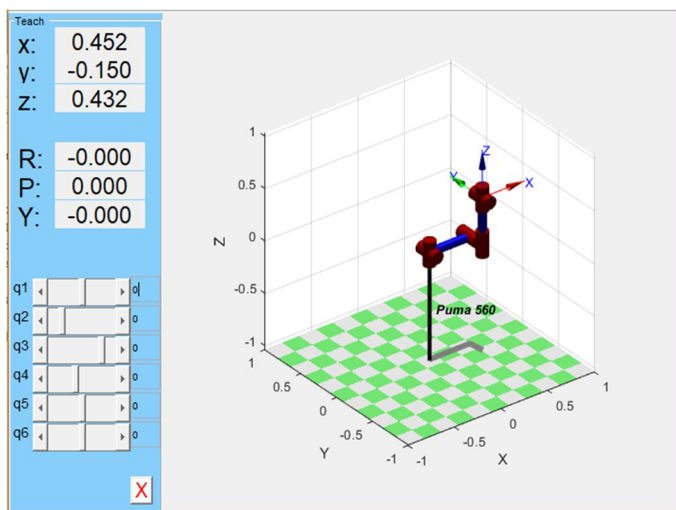 Teach
x: 0.452
y: -0.150
z: 0.432
R: -0.000
P: 0.000
Y: -0.000
q1 0
q2 0
q3 0
q4 0
q5 0
q6 0
X
1
0.5
0
-0.5
-1
Z
Z
Y
X
Puma 560
1
0.5
0
-0.5
-1
Y
-1
-0.5
0
0.5
1
X